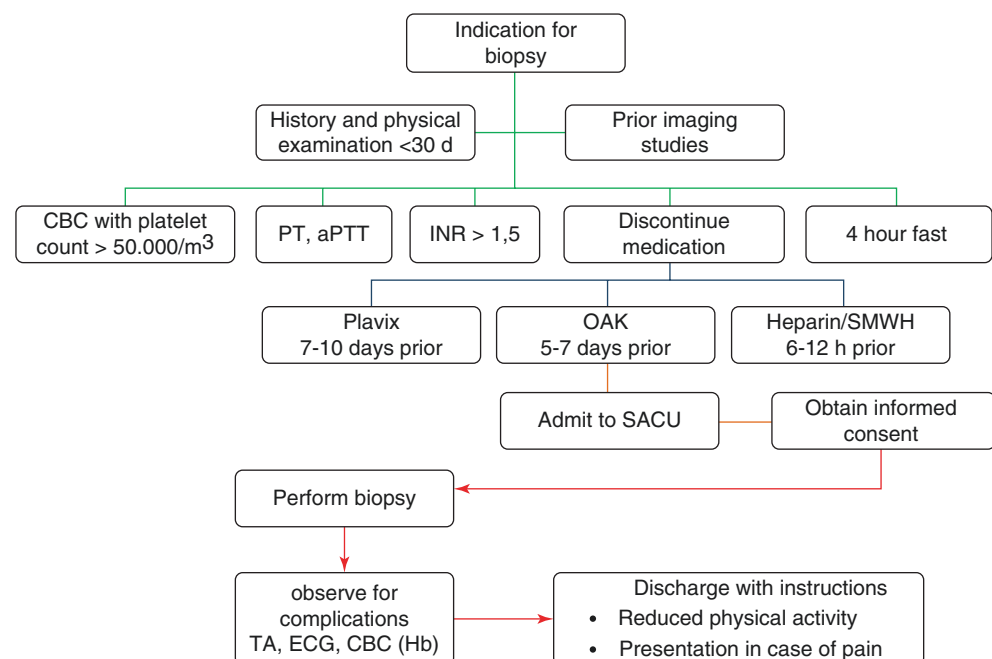 Indication for
biopsy
History and physical
examination <30 d
Prior imaging
studies
CBC with platelet
count > 50.000/m³
PT, aPTT
INR > 1,5
Discontinue
medication
4 hour fast
Plavix
7-10 days prior
OAK
5-7 days prior
Heparin/SMWH
6-12 h prior
Admit to SACU
Obtain informed
consent
Perform biopsy
observe for
complications
TA, ECG, CBC (Hb)
Discharge with instructions
• Reduced physical activity
• Presentation in case of pain